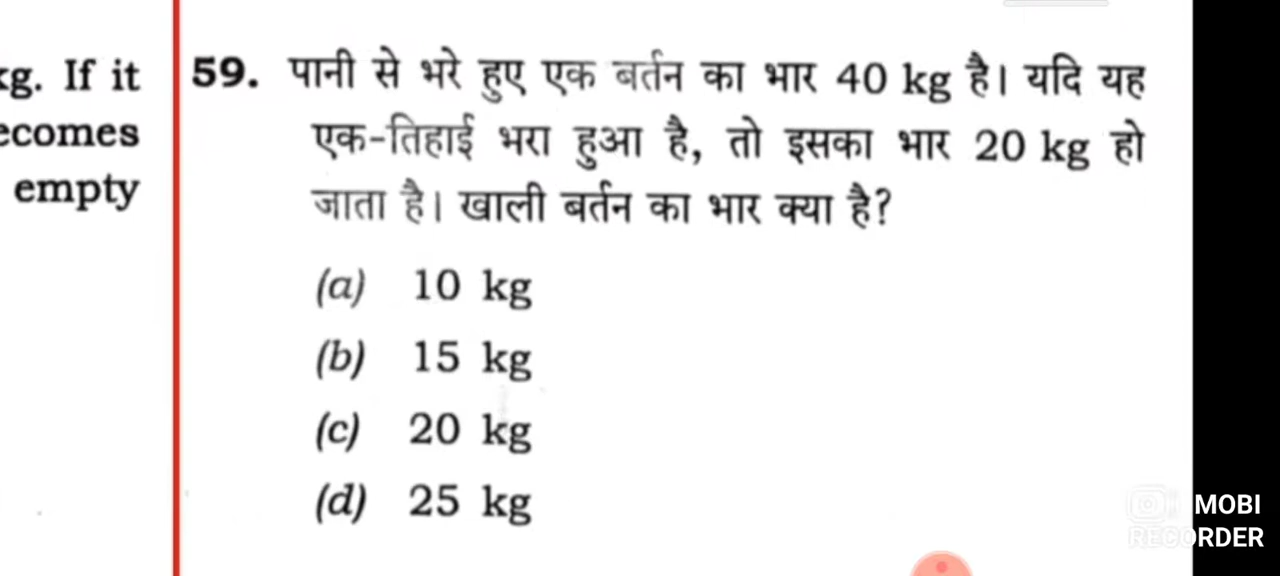 kg. If it
ecomes
empty
59. पानी से भरे हुए एक बर्तन का भार 40 kg है। यदि यह
एक-तिहाई भरा हुआ है, तो इसका भार 20 kg हो
जाता है। खाली बर्तन का भार क्या है?
(a) 10 kg
(b) 15 kg
(c) 20 kg
(d) 25 kg
MOBI
RECORDER